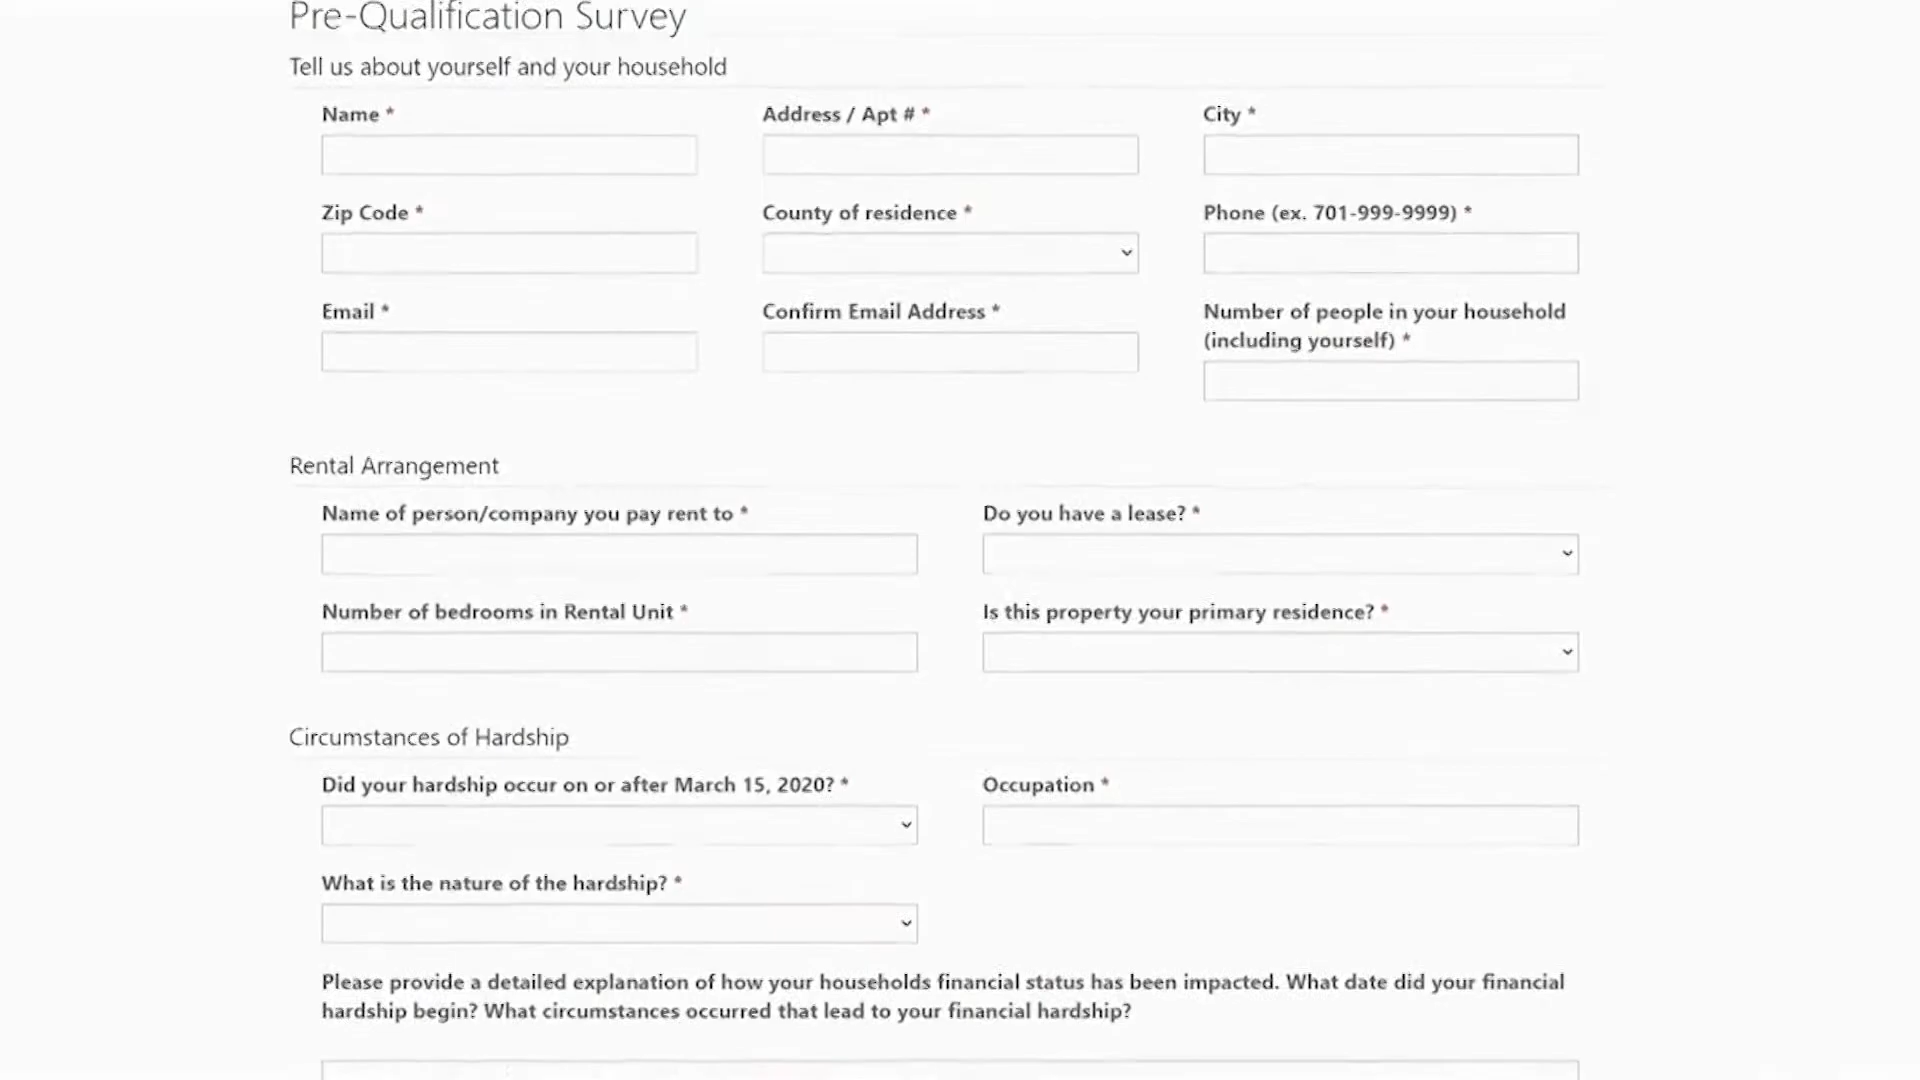 Pre-Qualification Survey
Tell us about yourself and your household
Name *
Address / Apt # *
City *
Zip Code *
County of residence *
Phone (ex. 701-999-9999) *
Email *
Confirm Email Address *
Number of people in your household
(including yourself) *
Rental Arrangement
Name of person/company you pay rent to *
Do you have a lease? *
Number of bedrooms in Rental Unit *
Is this property your primary residence? *
Circumstances of Hardship
Did your hardship occur on or after March 15, 2020? *
Occupation *
What is the nature of the hardship? *
Please provide a detailed explanation of how your households financial status has been impacted. What date did your financial
hardship begin? What circumstances occurred that lead to your financial hardship?